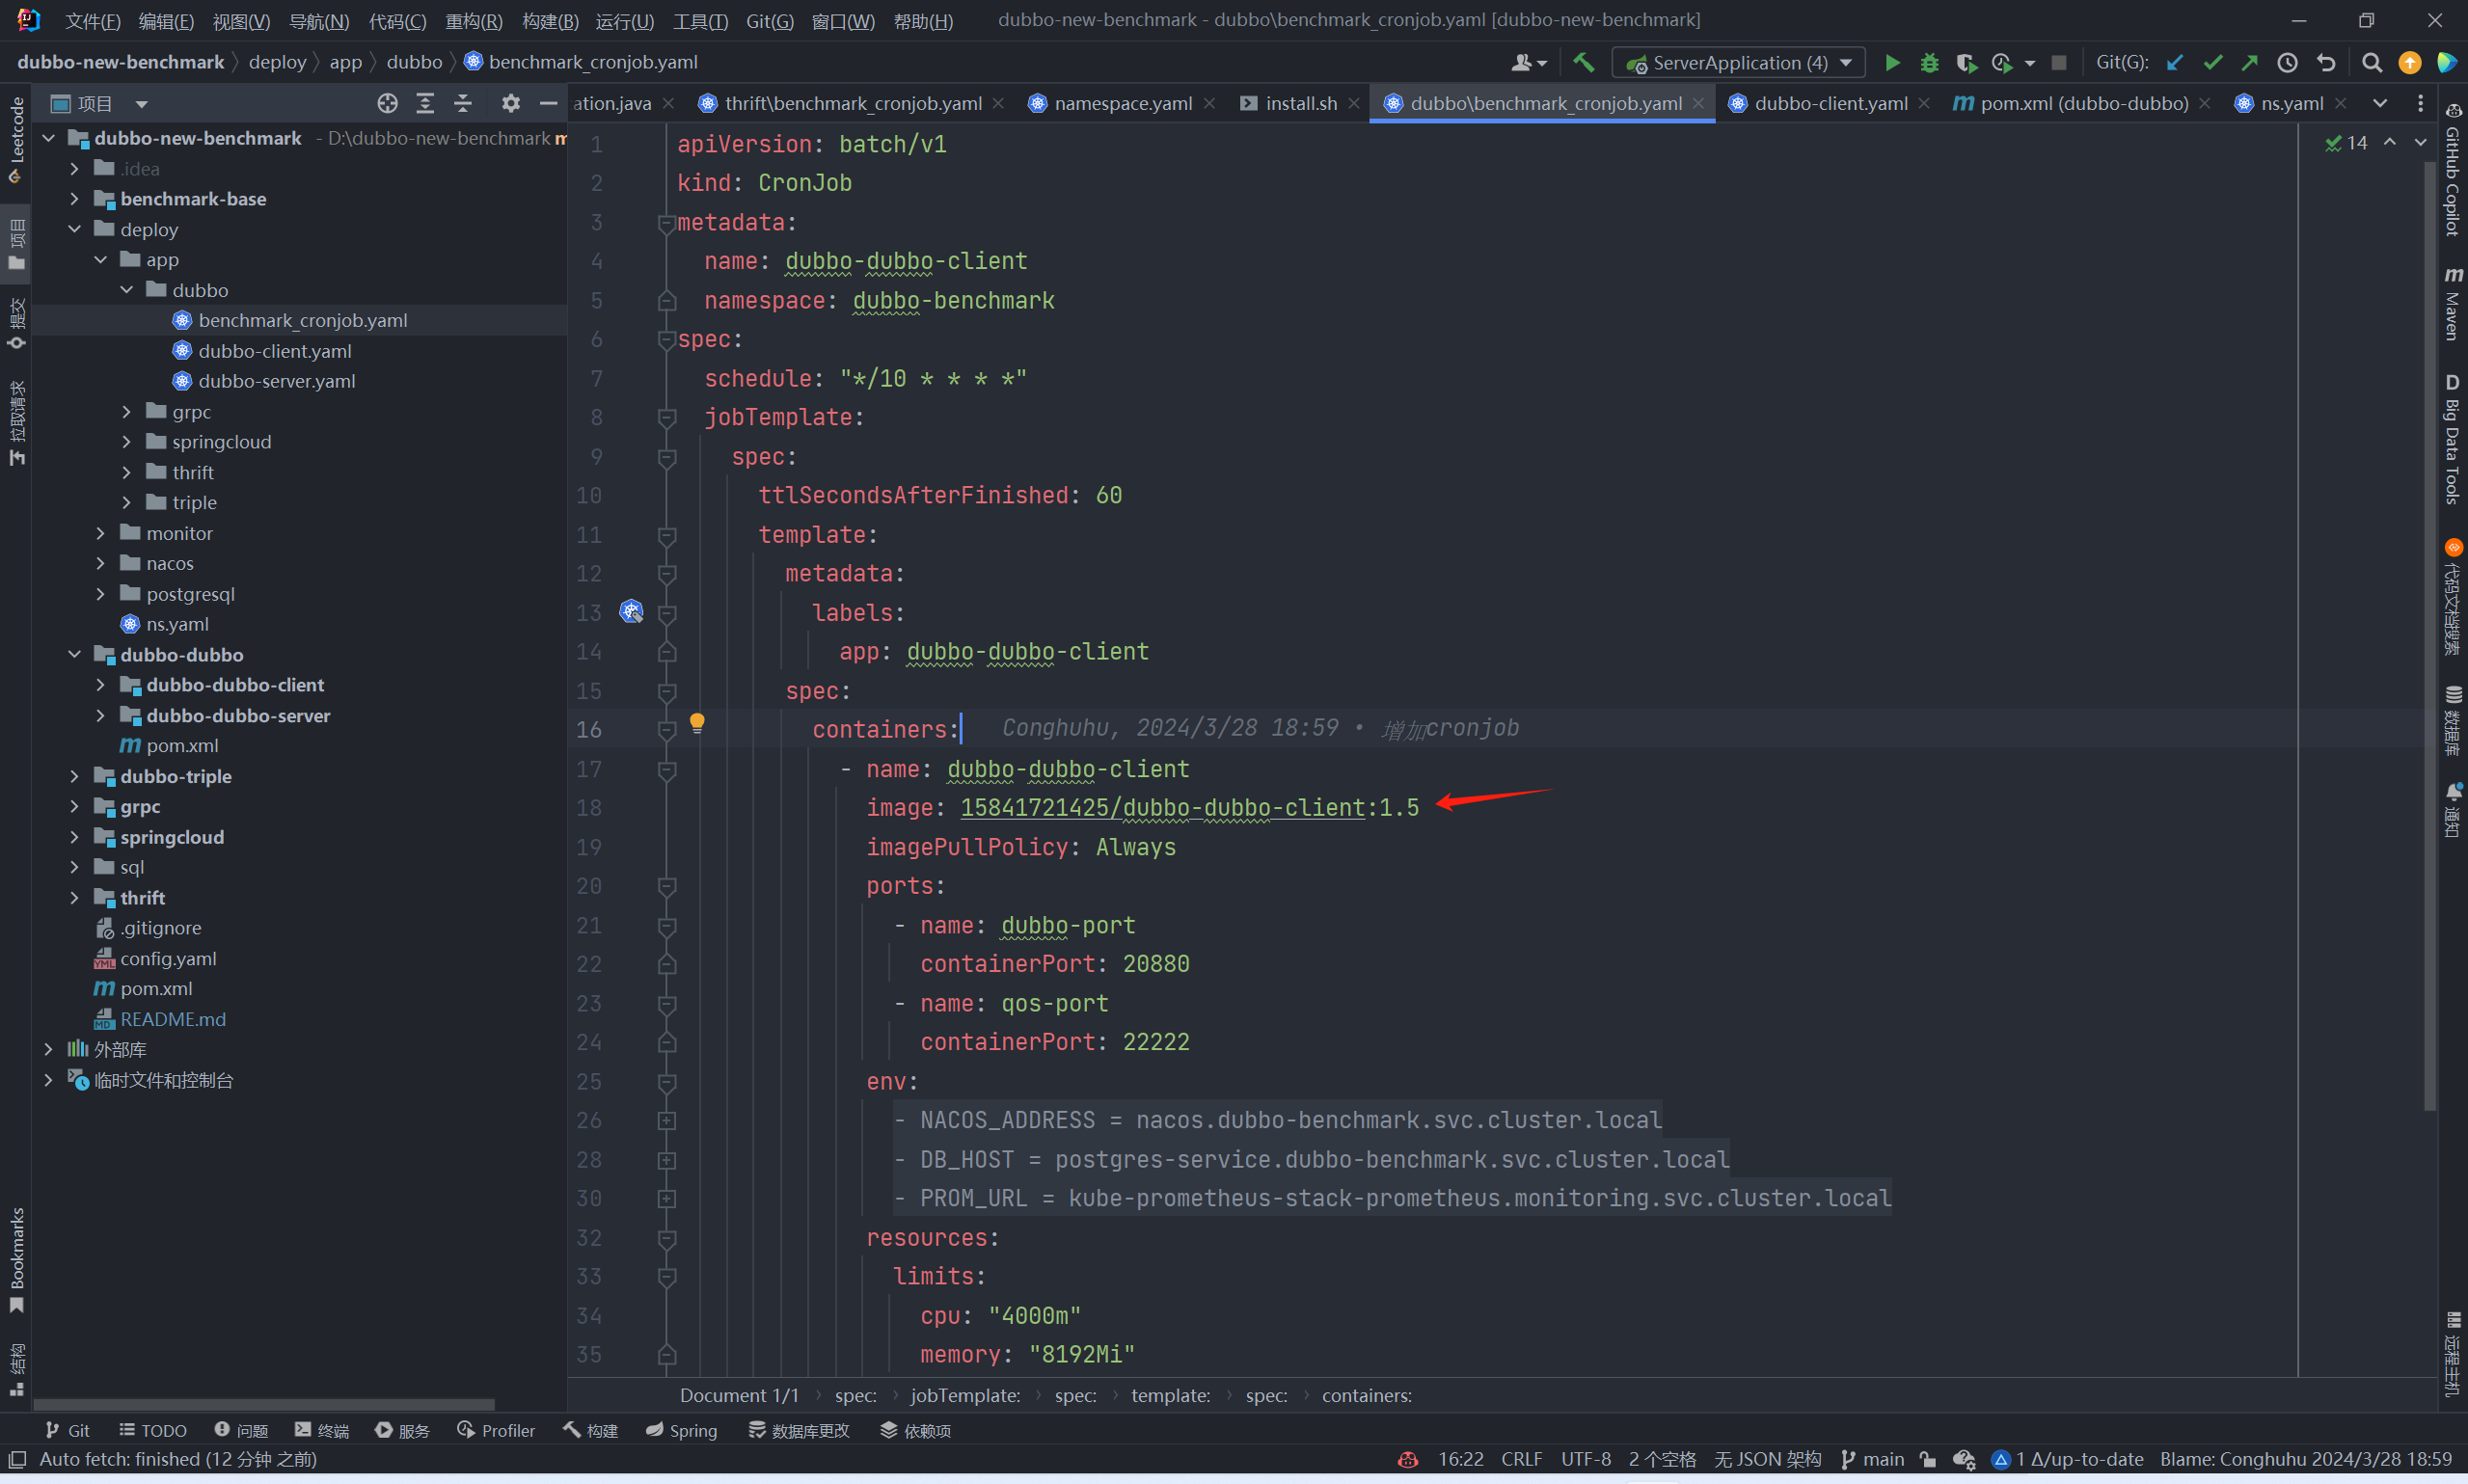 文件(F) 编辑(E) 视图(V) 导航(N) 代码(C) 重构(R) 构建(B) 运行(U) 工具(T) Git(G) 窗口(W) 帮助(H) dubbo-new-benchmark - dubbo\benchmark_cronjob.yaml [dubbo-new-benchmark]
dubbo-new-benchmark deploy app dubbo benchmark_cronjob.yaml ServerApplication (4) Git(G):
项目 ation.java thrift\benchmark_cronjob.yaml namespace.yaml install.sh dubbo\benchmark_cronjob.yaml dubbo-client.yaml pom.xml (dubbo-dubbo) ns.yaml
Leetcode
项目
提交
拉取请求
Bookmarks
结构
dubbo-new-benchmark - D:\dubbo-new-benchmark m
.idea
benchmark-base
deploy
app
dubbo
benchmark_cronjob.yaml
dubbo-client.yaml
dubbo-server.yaml
grpc
springcloud
thrift
triple
monitor
nacos
postgresql
ns.yaml
dubbo-dubbo
dubbo-dubbo-client
dubbo-dubbo-server
pom.xml
dubbo-triple
grpc
springcloud
sql
thrift
.gitignore
config.yaml
pom.xml
README.md
外部库
临时文件和控制台
14
1 apiVersion: batch/v1
2 kind: CronJob
3 metadata:
4 name: dubbo-dubbo-client
5 namespace: dubbo-benchmark
6 spec:
7 schedule: "*/10 * * * *"
8 jobTemplate:
9 spec:
10 ttlSecondsAfterFinished: 60
11 template:
12 metadata:
13 labels:
14 app: dubbo-dubbo-client
15 spec:
16 containers: Conghuhu, 2024/3/28 18:59 • 增加cronjob
17 - name: dubbo-dubbo-client
18 image: 15841721425/dubbo-dubbo-client:1.5
19 imagePullPolicy: Always
20 ports:
21 - name: dubbo-port
22 containerPort: 20880
23 - name: qos-port
24 containerPort: 22222
25 env:
26 - NACOS_ADDRESS = nacos.dubbo-benchmark.svc.cluster.local
28 - DB_HOST = postgres-service.dubbo-benchmark.svc.cluster.local
30 - PROM_URL = kube-prometheus-stack-prometheus.monitoring.svc.cluster.local
32 resources:
33 limits:
34 cpu: "4000m"
35 memory: "8192Mi"
GitHub Copilot
Maven
Big Data Tools
代码文档搜索
数据库
通知
远程主机
Document 1/1 spec: jobTemplate: spec: template: spec: containers:
Git TODO 问题 终端 服务 Profiler 构建 Spring 数据库更改 依赖项
Auto fetch: finished (12 分钟 之前) 16:22 CRLF UTF-8 2 个空格 无 JSON 架构 main 1 Δ/up-to-date Blame: Conghuhu 2024/3/28 18:59